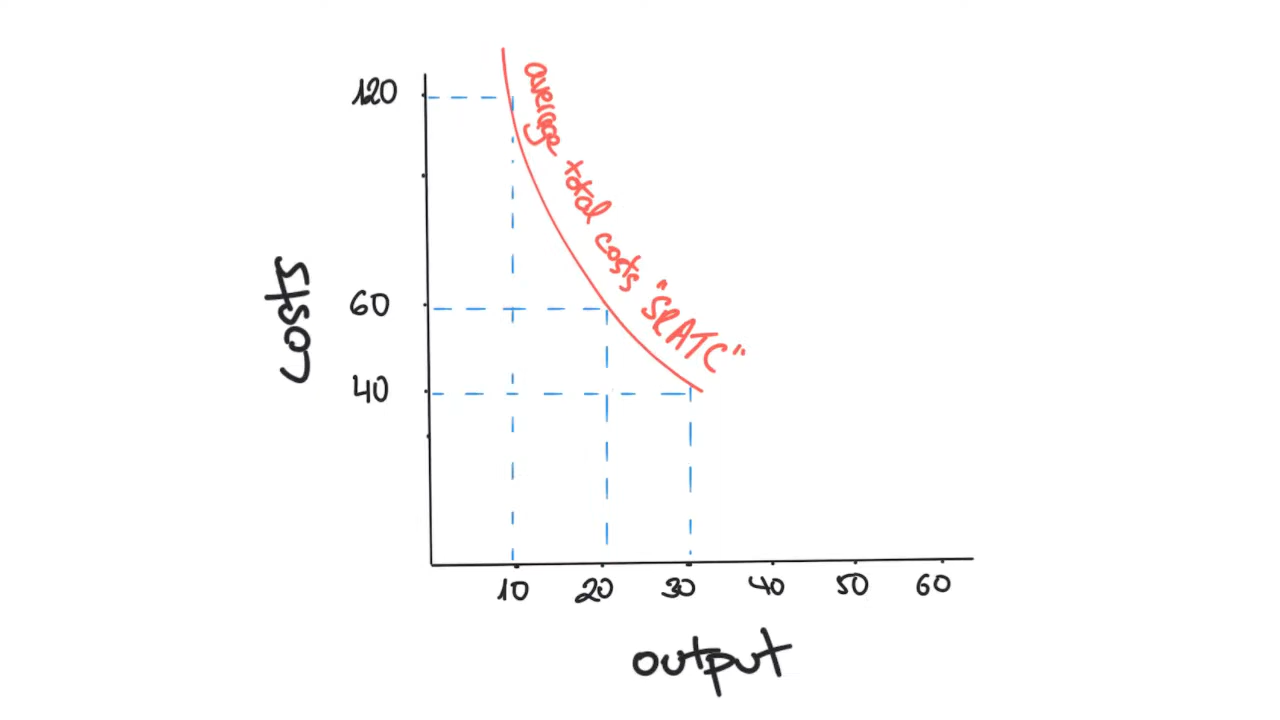 120
60
40
costs
average total costs "SRATC"
10 20 30 40 50 60
output